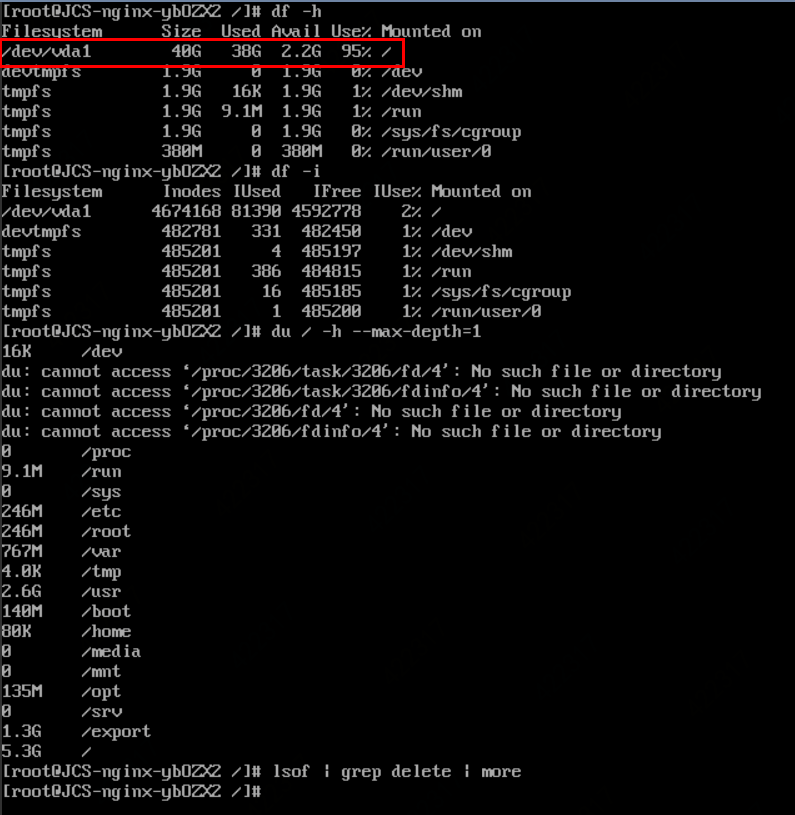 [root@JCS-nginx-ybOZX2 /]# df -h
Filesystem      Size  Used Avail Use% Mounted on
/dev/vda1        40G   38G  2.2G  95% /
devtmpfs        1.9G     0  1.9G   0% /dev
tmpfs           1.9G   16K  1.9G   1% /dev/shm
tmpfs           1.9G  9.1M  1.9G   1% /run
tmpfs           1.9G     0  1.9G   0% /sys/fs/cgroup
tmpfs           380M     0  380M   0% /run/user/0
[root@JCS-nginx-ybOZX2 /]# df -i
Filesystem      Inodes IUsed   IFree IUse% Mounted on
/dev/vda1      4674168 81390 4592778    2% /
devtmpfs        482781   331  482450    1% /dev
tmpfs           485201     4  485197    1% /dev/shm
tmpfs           485201   386  484815    1% /run
tmpfs           485201    16  485185    1% /sys/fs/cgroup
tmpfs           485201     1  485200    1% /run/user/0
[root@JCS-nginx-ybOZX2 /]# du / -h --max-depth=1
16K     /dev
du: cannot access ‘/proc/3206/task/3206/fd/4’: No such file or directory
du: cannot access ‘/proc/3206/task/3206/fdinfo/4’: No such file or directory
du: cannot access ‘/proc/3206/fd/4’: No such file or directory
du: cannot access ‘/proc/3206/fdinfo/4’: No such file or directory
0       /proc
9.1M    /run
0       /sys
246M    /etc
246M    /root
767M    /var
4.0K    /tmp
2.6G    /usr
140M    /boot
80K     /home
0       /media
0       /mnt
135M    /opt
0       /srv
1.3G    /export
5.3G    /
[root@JCS-nginx-ybOZX2 /]# lsof | grep delete | more
[root@JCS-nginx-ybOZX2 /]#